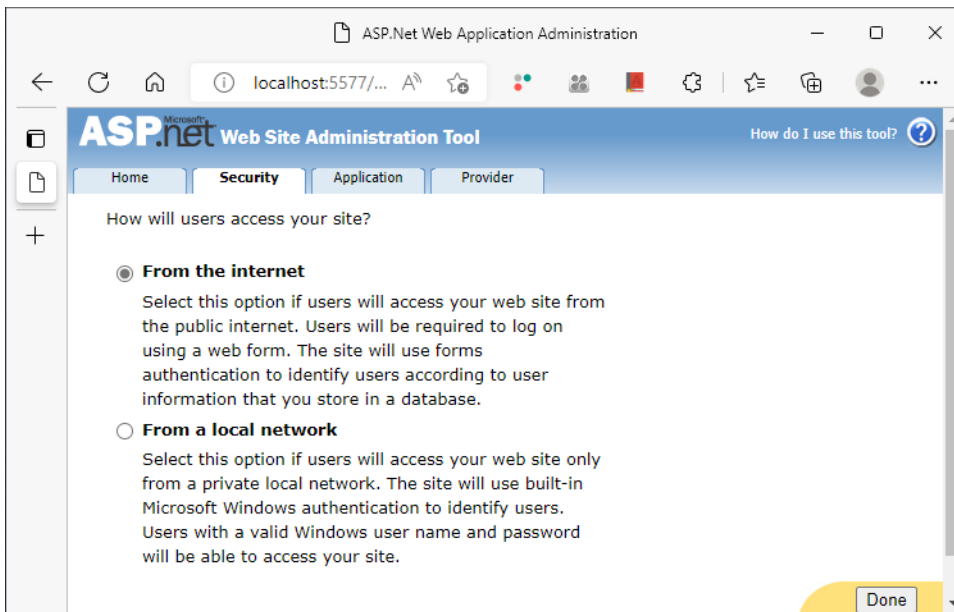 ASP.Net Web Application Administration
localhost:5577/...
Microsoft
ASP.net Web Site Administration Tool
How do I use this tool? ?
Home Security Application Provider
How will users access your site?
From the internet
Select this option if users will access your web site from
the public internet. Users will be required to log on
using a web form. The site will use forms
authentication to identify users according to user
information that you store in a database.
From a local network
Select this option if users will access your web site only
from a private local network. The site will use built-in
Microsoft Windows authentication to identify users.
Users with a valid Windows user name and password
will be able to access your site.
Done